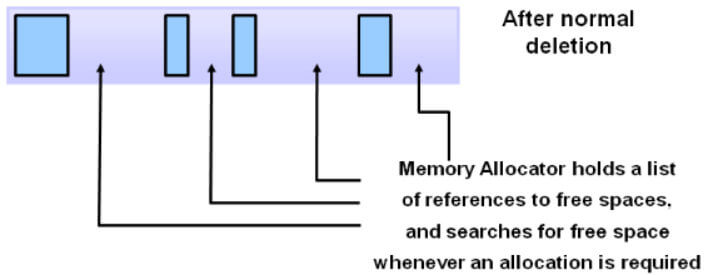 After normal
deletion
Memory Allocator holds a list
of references to free spaces,
and searches for free space
whenever an allocation is required